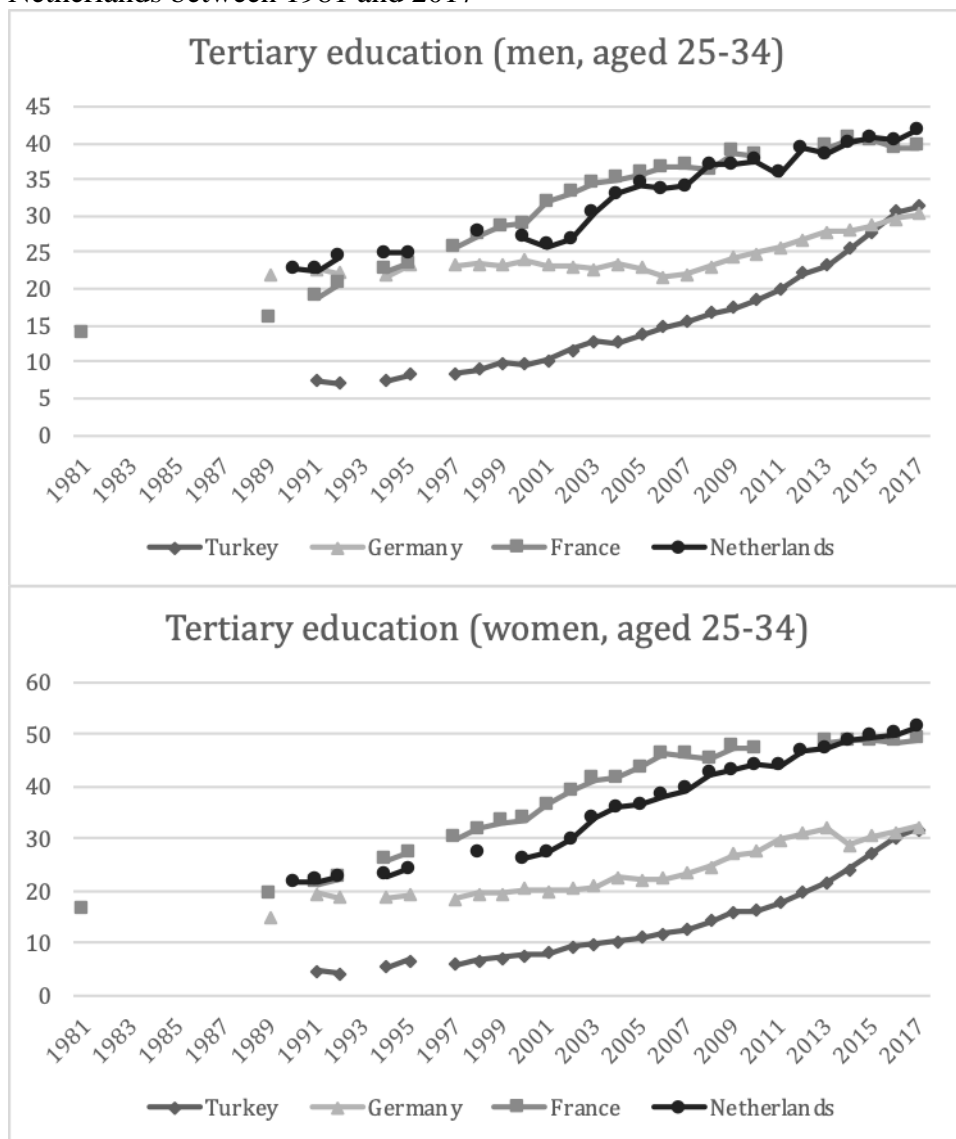 Netherlands between 1981 and 2017
Tertiary education (men, aged 25-34)
45
40
35
30
25
20
15
10
5
0
1981 1983 1985 1987 1989 1991 1993 1995 1997 1999 2001 2003 2005 2007 2009 2011 2013 2015 2017
Turkey Germany France Netherlands
Tertiary education (women, aged 25-34)
60
50
40
30
20
10
0
1981 1983 1985 1987 1989 1991 1993 1995 1997 1999 2001 2003 2005 2007 2009 2011 2013 2015 2017
Turkey Germany France Netherlands